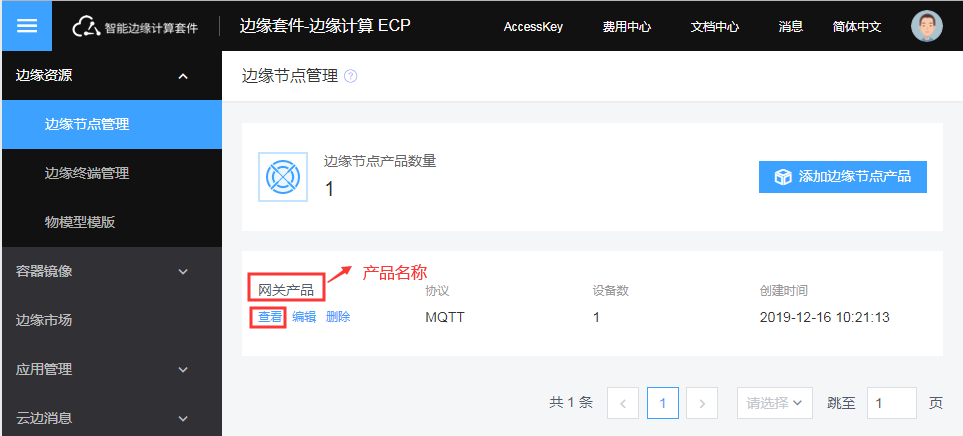 智能边缘计算套件
边缘套件-边缘计算 ECP
AccessKey
费用中心
文档中心
消息
简体中文
边缘资源
边缘节点管理
边缘终端管理
物模型模版
容器镜像
边缘市场
应用管理
云边消息
边缘节点管理 ?
边缘节点产品数量
1
添加边缘节点产品
产品名称
网关产品 协议 设备数 创建时间
查看 编辑 删除 MQTT 1 2019-12-16 10:21:13
共 1 条 < 1 > 请选择 跳至 1 页